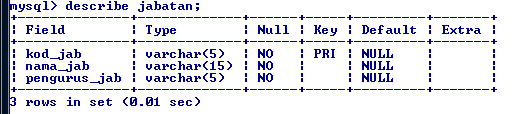 mysql> describe jabatan;
+--------------+-------------+------+-----+---------+-------+
| Field        | Type        | Null | Key | Default | Extra |
+--------------+-------------+------+-----+---------+-------+
| kod_jab      | varchar(5)  | NO   | PRI | NULL    |       |
| nama_jab     | varchar(15) | NO   |     | NULL    |       |
| pengurus_jab | varchar(5)  | NO   |     | NULL    |       |
+--------------+-------------+------+-----+---------+-------+
3 rows in set (0.01 sec)